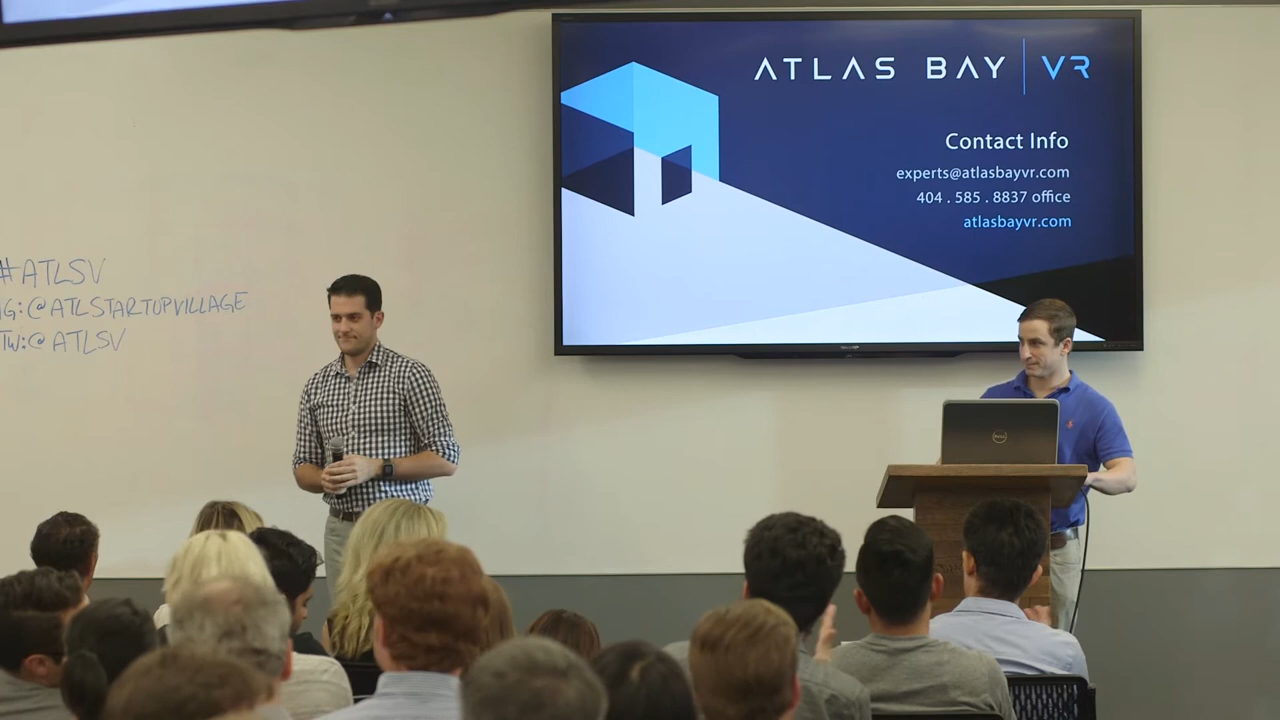 ATLAS BAY | VR
Contact Info
experts@atlasbayvr.com
404 . 585 . 8837 office
atlasbayvr.com
#ATLSV
IG:@ATLSTARTUPVILLAGE
TW:@ATLSV
DELL